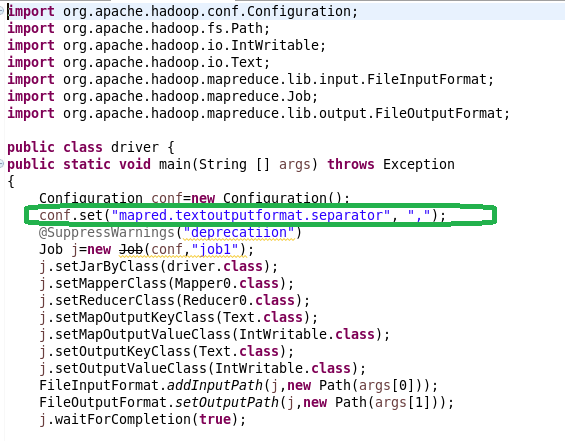 import org.apache.hadoop.conf.Configuration;
import org.apache.hadoop.fs.Path;
import org.apache.hadoop.io.IntWritable;
import org.apache.hadoop.io.Text;
import org.apache.hadoop.mapreduce.lib.input.FileInputFormat;
import org.apache.hadoop.mapreduce.Job;
import org.apache.hadoop.mapreduce.lib.output.FileOutputFormat;

public class driver {
public static void main(String [] args) throws Exception
{
Configuration conf=new Configuration();
conf.set("mapred.textoutputformat.separator", ",");
@SuppressWarnings("deprecatiion")
Job j=new Job(conf,"job1");
j.setJarByClass(driver.class);
j.setMapperClass(Mapper0.class);
j.setReducerClass(Reducer0.class);
j.setMapOutputKeyClass(Text.class);
j.setMapOutputValueClass(IntWritable.class);
j.setOutputKeyClass(Text.class);
j.setOutputValueClass(IntWritable.class);
FileInputFormat.addInputPath(j,new Path(args[0]));
FileOutputFormat.setOutputPath(j,new Path(args[1]));
j.waitForCompletion(true);